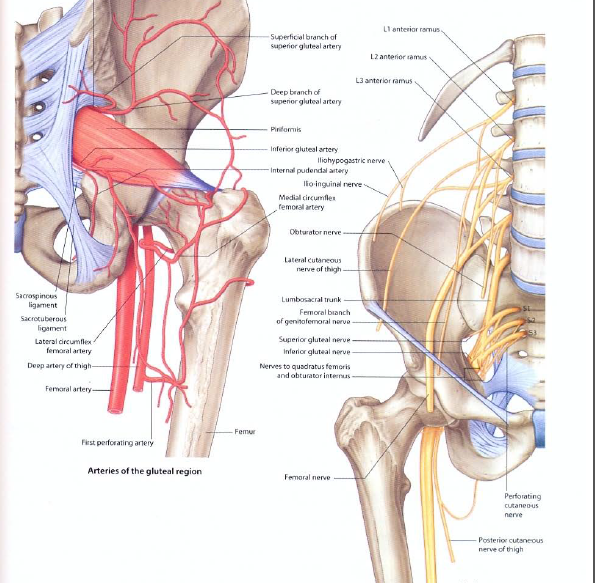 Superficial branch of
superior gluteal artery
Deep branch of
superior gluteal artery
Piriformis
Inferior gluteal artery
Internal pudendal artery
Medial circumflex
femoral artery
Sacrospinous
ligament
Sacrotuberous
ligament
Lateral circumflex
femoral artery
Deep artery of thigh
Femoral artery
First perforating artery
Femur
Arteries of the gluteal region
L1 anterior ramus
L2 anterior ramus
L3 anterior ramus
Iliohypogastric nerve
Ilio-inguinal nerve
Obturator nerve
Lateral cutaneous
nerve of thigh
Lumbosacral trunk
Femoral branch
of genitofemoral nerve
Superior gluteal nerve
Inferior gluteal nerve
Nerves to quadratus femoris
and obturator internus
S1
S2
S3
Femoral nerve
Perforating
cutaneous
nerve
Posterior cutaneous
nerve of thigh